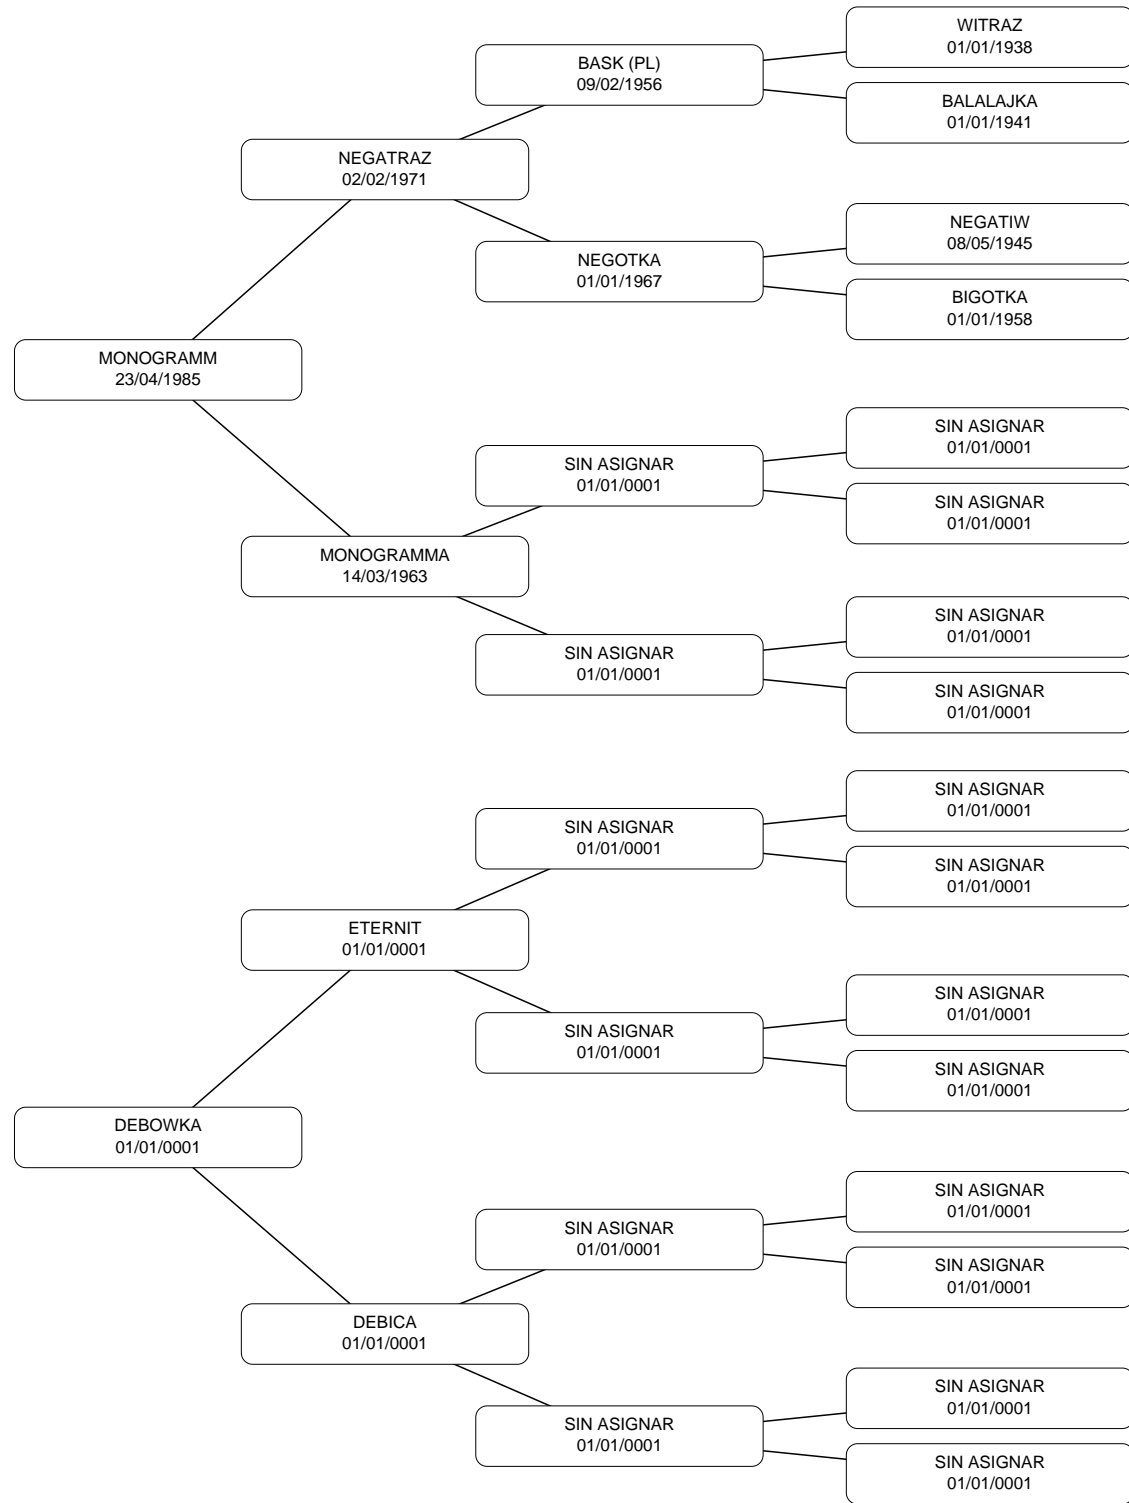 WITRAZ
01/01/1938
BASK (PL)
09/02/1956
BALALAJKA
01/01/1941
NEGATRAZ
02/02/1971
NEGATIW
08/05/1945
NEGOTKA
01/01/1967
BIGOTKA
01/01/1958
MONOGRAMM
23/04/1985
SIN ASIGNAR
01/01/0001
SIN ASIGNAR
01/01/0001
SIN ASIGNAR
01/01/0001
MONOGRAMMA
14/03/1963
SIN ASIGNAR
01/01/0001
SIN ASIGNAR
01/01/0001
SIN ASIGNAR
01/01/0001
SIN ASIGNAR
01/01/0001
SIN ASIGNAR
01/01/0001
SIN ASIGNAR
01/01/0001
ETERNIT
01/01/0001
SIN ASIGNAR
01/01/0001
SIN ASIGNAR
01/01/0001
SIN ASIGNAR
01/01/0001
DEBOWKA
01/01/0001
SIN ASIGNAR
01/01/0001
SIN ASIGNAR
01/01/0001
SIN ASIGNAR
01/01/0001
DEBICA
01/01/0001
SIN ASIGNAR
01/01/0001
SIN ASIGNAR
01/01/0001
SIN ASIGNAR
01/01/0001